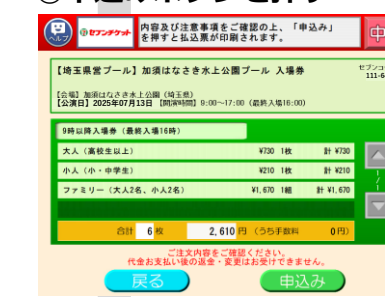 ヘルプ
セブンチケット
内容及び注意事項をご確認の上、「申込み」
を押すと払込票が印刷されます。
【埼玉県営プール】加須はなさき水上公園プール 入場券
【会場】加須はなさき水上公園（埼玉県）
【公演日】2025年07月13日 【開演時間】9:00～17:00（最終入場16:00）
9時以降入場券（最終入場16時）
大人（高校生以上） ¥730 1枚 計 ¥730
小人（小・中学生） ¥210 1枚 計 ¥210
ファミリー（大人2名、小人2名） ¥1,670 1組 計 ¥1,670
1/1
合計 6 枚 2,610 円 （うち手数料 0 円）
ご注文内容をご確認ください。
代金お支払い後の返金・変更はお受けできません。
戻る
申込み